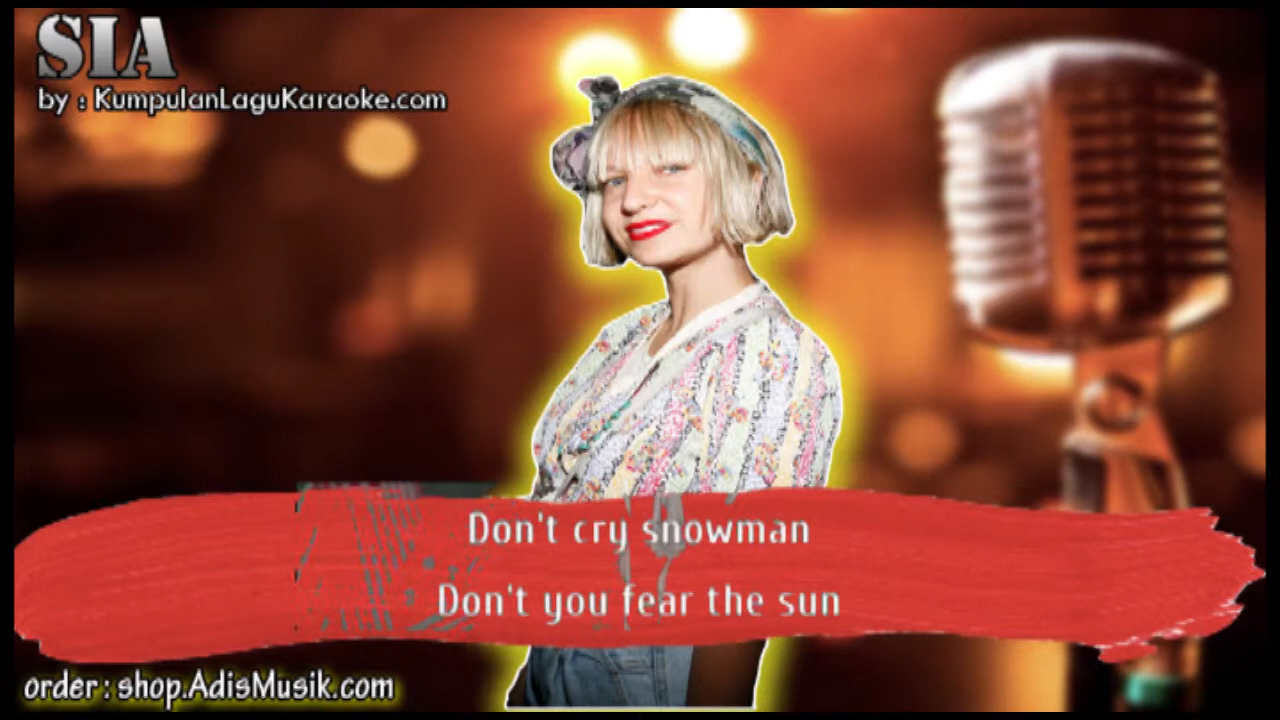 SIA
by : KumpulanLaguKaraoke.com
Don't cry snowman
Don't you fear the sun
order : shop.AdisMusik.com